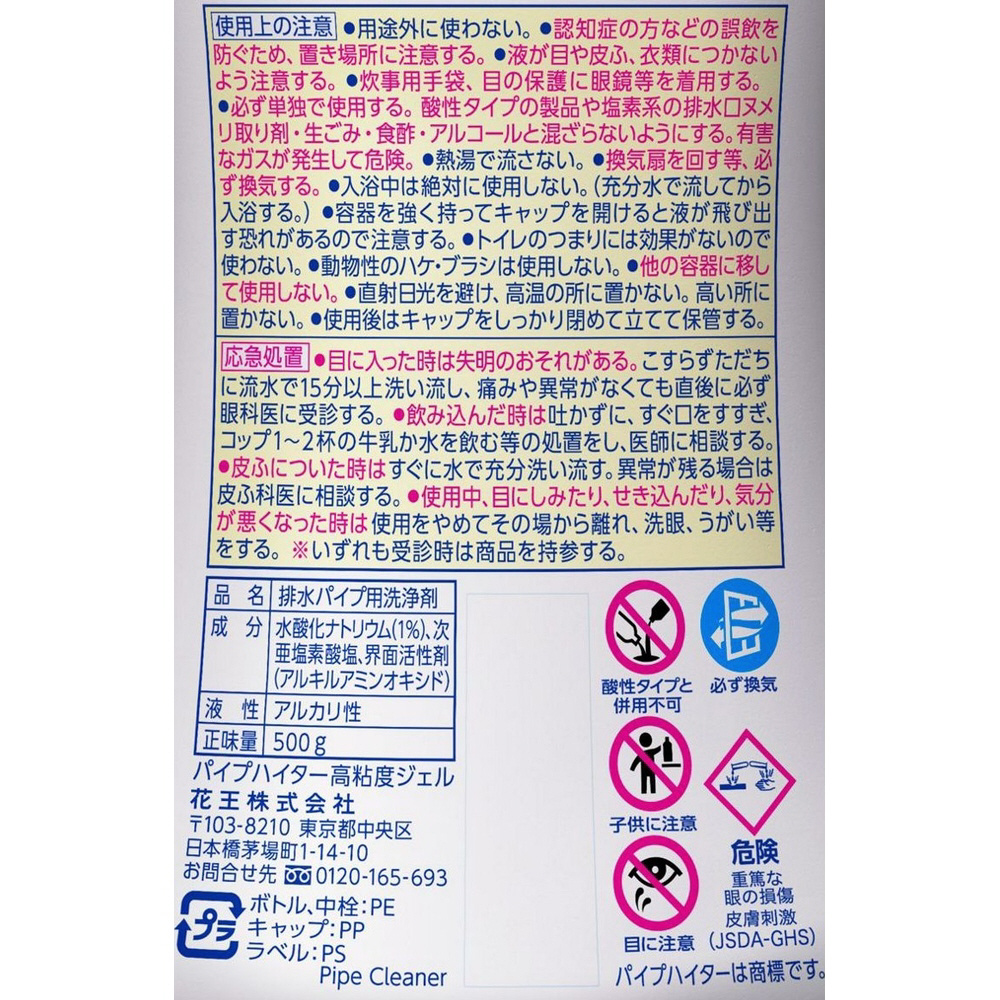 使用上の注意 ●用途外に使わない。●認知症の方などの誤飲を
防ぐため、置き場所に注意する。●液が目や皮ふ、衣類につかない
よう注意する。●炊事用手袋、目の保護に眼鏡等を着用する。
●必ず単独で使用する。酸性タイプの製品や塩素系の排水口ヌメ
リ取り剤・生ごみ・食酢・アルコールと混ざらないようにする。有害
なガスが発生して危険。●熱湯で流さない。●換気扇を回す等、必
ず換気する。●入浴中は絶対に使用しない。(充分水で流してから
入浴する。)●容器を強く持ってキャップを開けると液が飛び出
す恐れがあるので注意する。●トイレのつまりには効果がないので
使わない。●動物性のハケ・ブラシは使用しない。●他の容器に移し
て使用しない。●直射日光を避け、高温の所に置かない。高い所に
置かない。●使用後はキャップをしっかり閉めて立てて保管する。
応急処置 ●目に入った時は失明のおそれがある。こすらずただち
に流水で15分以上洗い流し、痛みや異常がなくても直後に必ず
眼科医に受診する。●飲み込んだ時は吐かずに、すぐ口をすすぎ、
コップ1〜2杯の牛乳か水を飲む等の処置をし、医師に相談する。
●皮ふについた時はすぐに水で充分洗い流す。異常が残る場合は
皮ふ科医に相談する。●使用中、目にしみたり、せき込んだり、気分
が悪くなった時は使用をやめてその場から離れ、洗眼、うがい等
をする。※いずれも受診時は商品を持参する。
品名 排水パイプ用洗浄剤
成分 水酸化ナトリウム(1%)、次
亜塩素酸塩、界面活性剤
(アルキルアミンオキシド)
液性 アルカリ性
正味量 500g
パイプハイター高粘度ジェル
花王株式会社
〒103-8210 東京都中央区
日本橋茅場町1-14-10
お問合せ先 0120-165-693
プラ
ボトル、中栓:PE
キャップ:PP
ラベル:PS
Pipe Cleaner
酸性タイプと
併用不可
必ず換気
子供に注意
目に注意
危険
重篤な
眼の損傷
皮膚刺激
(JSDA-GHS)
パイプハイターは商標です。